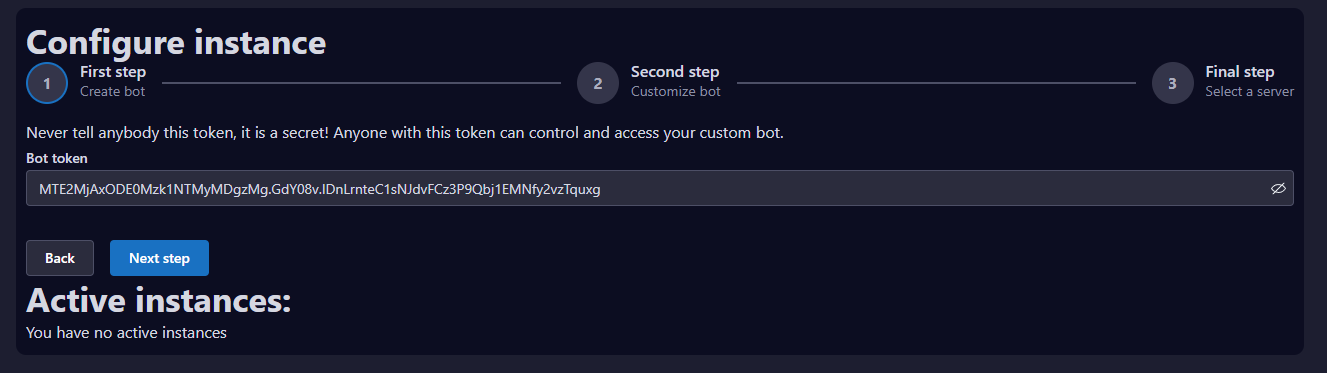 Configure instance
1 First step
Create bot
2 Second step
Customize bot
3 Final step
Select a server
Never tell anybody this token, it is a secret! Anyone with this token can control and access your custom bot.
Bot token
MTE2MjAxODE0Mzk1NTMyMDgzMg.GdY08v.IDnLrnteC1sNJdvFCz3P9Qbj1EMNfy2vzTquxg
Back
Next step
Active instances:
You have no active instances